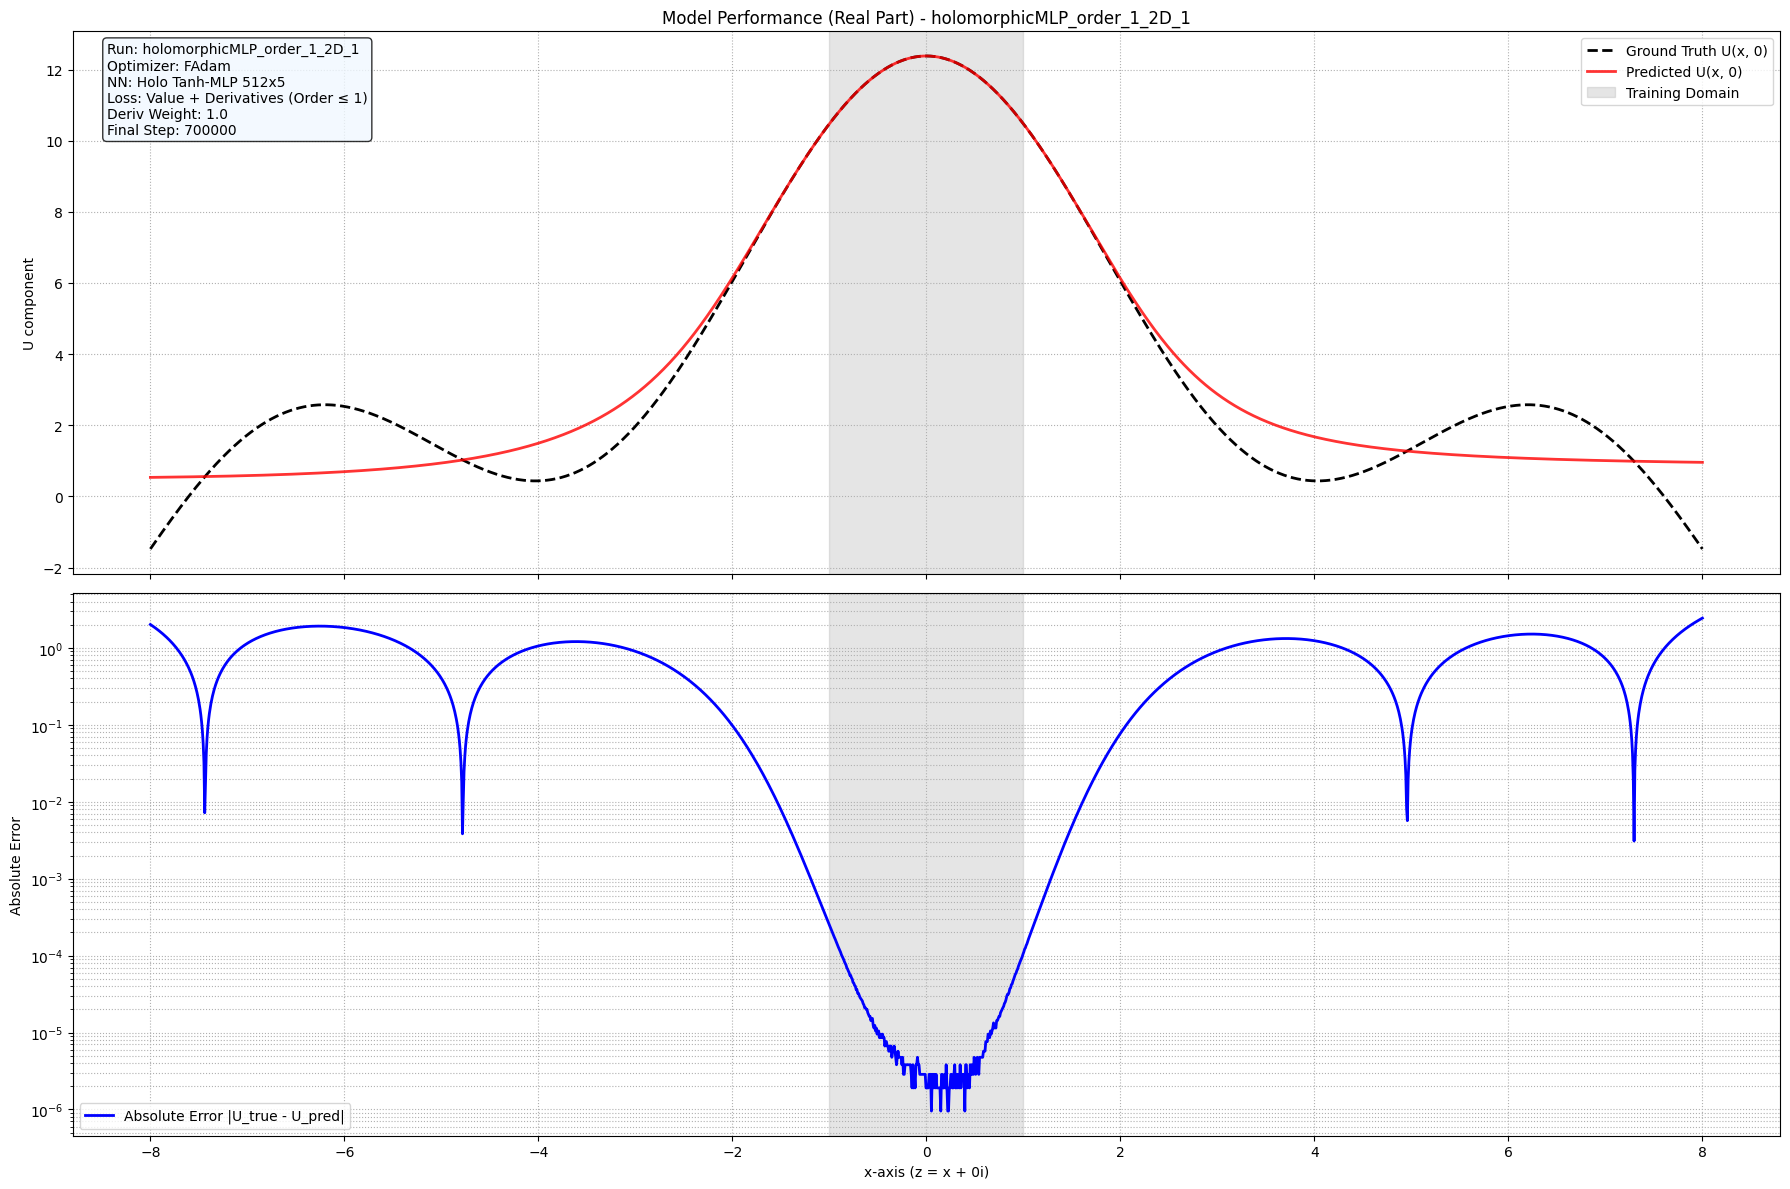 Model Performance (Real Part) - holomorphicMLP_order_1_2D_1
Run: holomorphicMLP_order_1_2D_1
Optimizer: FAdam
NN: Holo Tanh-MLP 512x5
Loss: Value + Derivatives (Order ≤ 1)
Deriv Weight: 1.0
Final Step: 700000
Ground Truth U(x, 0)
Predicted U(x, 0)
Training Domain
U component
12
10
8
6
4
2
0
−2
Absolute Error
10⁰
10⁻¹
10⁻²
10⁻³
10⁻⁴
10⁻⁵
10⁻⁶
Absolute Error |U_true - U_pred|
−8 −6 −4 −2 0 2 4 6 8
x-axis (z = x + 0i)